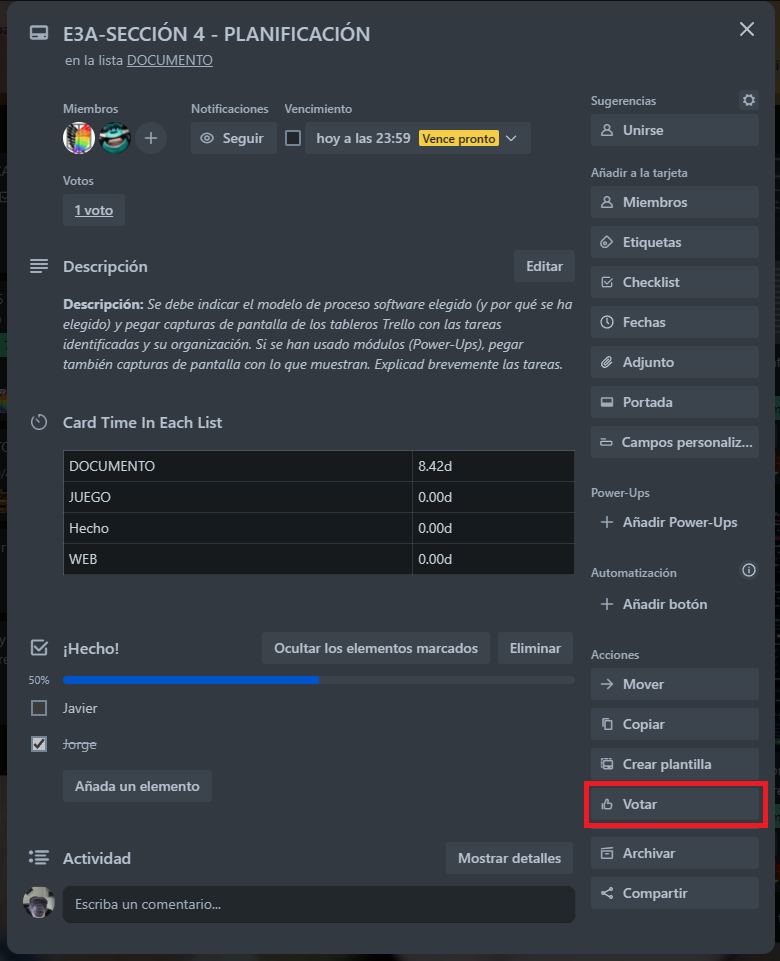 E3A-SECCIÓN 4 - PLANIFICACIÓN
en la lista DOCUMENTO
Miembros
Notificaciones
Vencimiento
Seguir
hoy a las 23:59 Vence pronto
Votos
1 voto
Descripción
Editar
Descripción: Se debe indicar el modelo de proceso software elegido (y por qué se ha
elegido) y pegar capturas de pantalla de los tableros Trello con las tareas
identificadas y su organización. Si se han usado módulos (Power-Ups), pegar
también capturas de pantalla con lo que muestran. Explicad brevemente las tareas.
Card Time In Each List
DOCUMENTO 8.42d
JUEGO 0.00d
Hecho 0.00d
WEB 0.00d
¡Hecho!
Ocultar los elementos marcados
Eliminar
50%
Javier
Jorge
Añada un elemento
Actividad
Mostrar detalles
Escriba un comentario...
Sugerencias
Unirse
Añadir a la tarjeta
Miembros
Etiquetas
Checklist
Fechas
Adjunto
Portada
Campos personaliz...
Power-Ups
Añadir Power-Ups
Automatización
Añadir botón
Acciones
Mover
Copiar
Crear plantilla
Votar
Archivar
Compartir